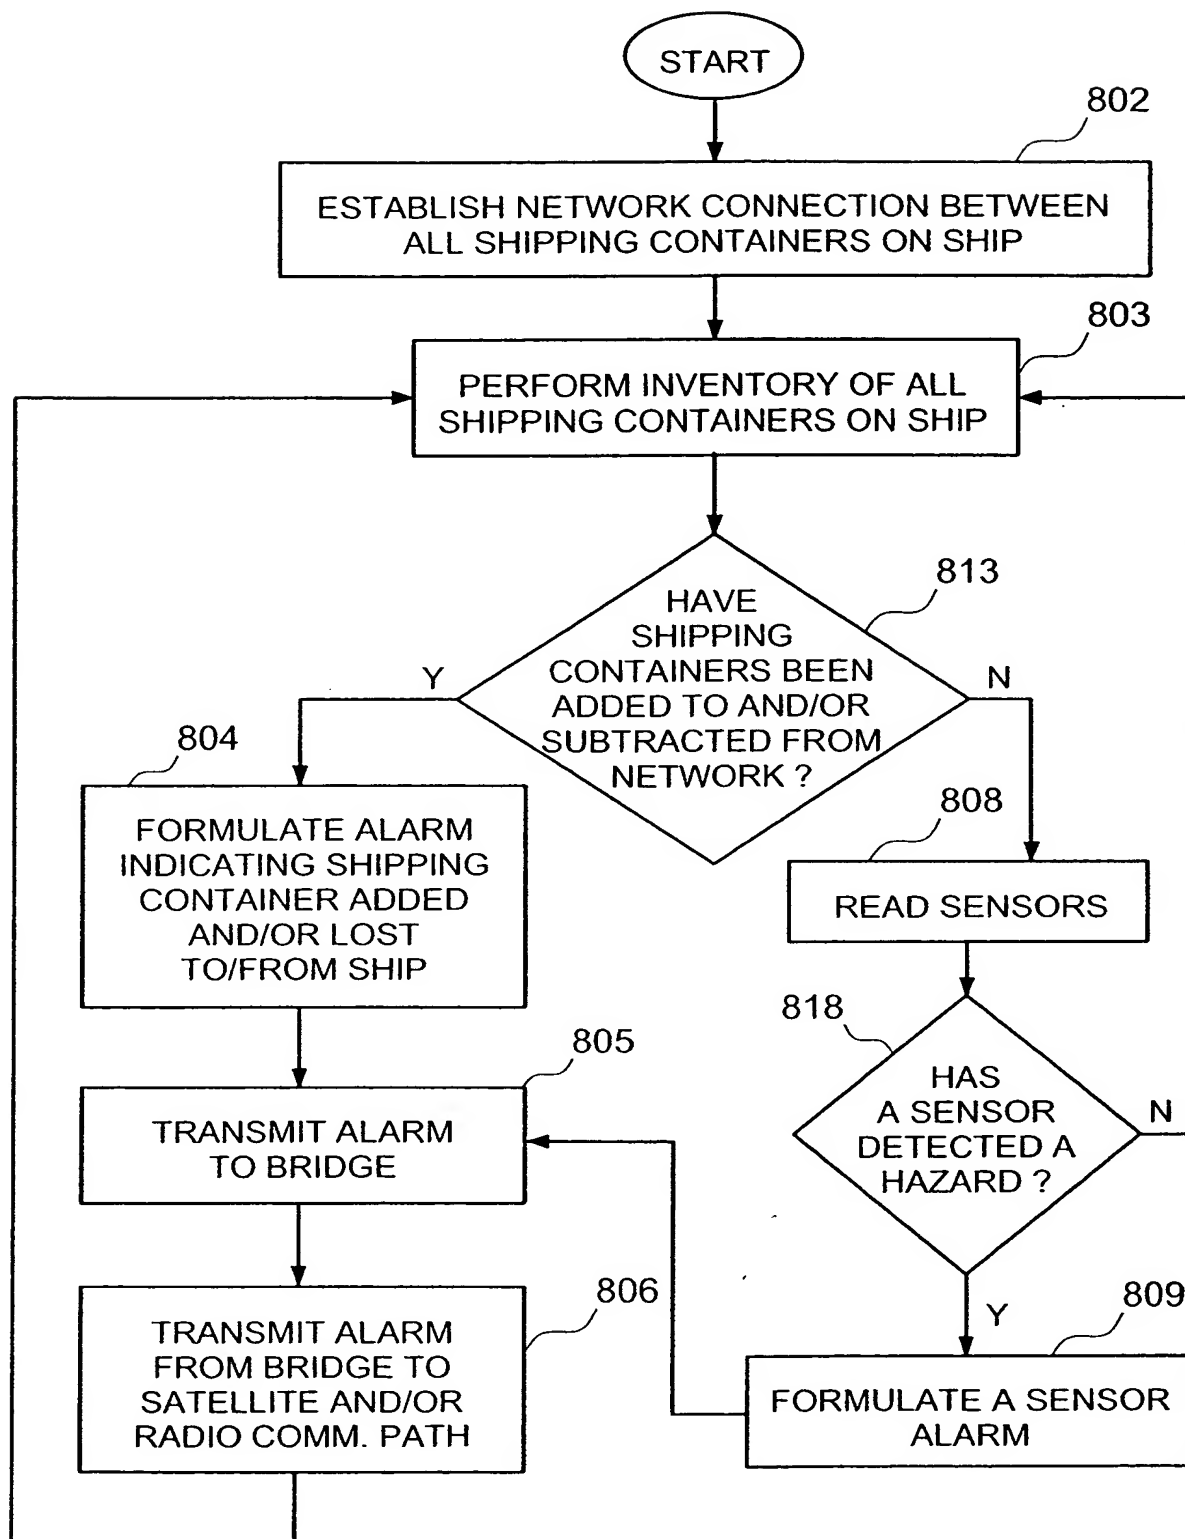 START
802
ESTABLISH NETWORK CONNECTION BETWEEN
ALL SHIPPING CONTAINERS ON SHIP
803
PERFORM INVENTORY OF ALL
SHIPPING CONTAINERS ON SHIP
813
HAVE
SHIPPING
CONTAINERS BEEN
ADDED TO AND/OR
SUBTRACTED FROM
NETWORK ?
Y
N
804
FORMULATE ALARM
INDICATING SHIPPING
CONTAINER ADDED
AND/OR LOST
TO/FROM SHIP
808
READ SENSORS
818
HAS
A SENSOR
DETECTED A
HAZARD ?
N
Y
805
TRANSMIT ALARM
TO BRIDGE
806
TRANSMIT ALARM
FROM BRIDGE TO
SATELLITE AND/OR
RADIO COMM. PATH
809
FORMULATE A SENSOR
ALARM